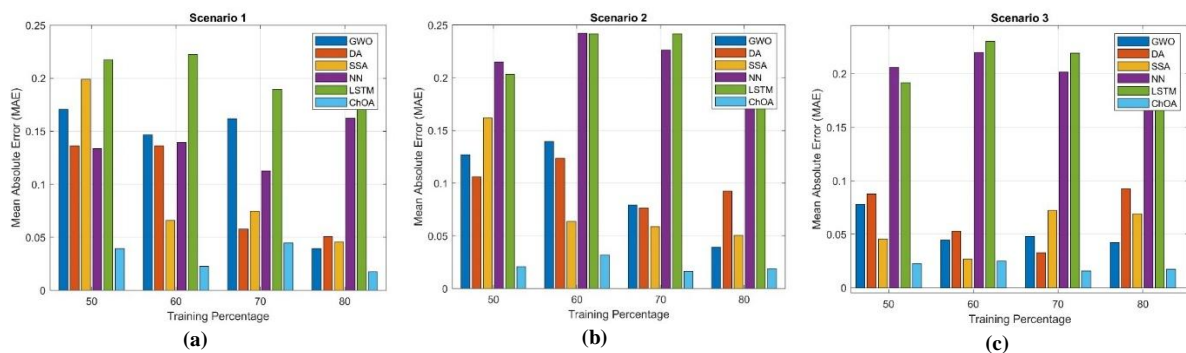 Scenario 1
Mean Absolute Error (MAE)
0.25
0.2
0.15
0.1
0.05
0
50
60
70
80
Training Percentage
GWO
DA
SSA
NN
LSTM
ChOA
(a)
Scenario 2
Mean Absolute Error (MAE)
0.25
0.2
0.15
0.1
0.05
0
50
60
70
80
Training Percentage
GWO
DA
SSA
NN
LSTM
ChOA
(b)
Scenario 3
Mean Absolute Error (MAE)
0.2
0.15
0.1
0.05
0
50
60
70
80
Training Percentage
GWO
DA
SSA
NN
LSTM
ChOA
(c)